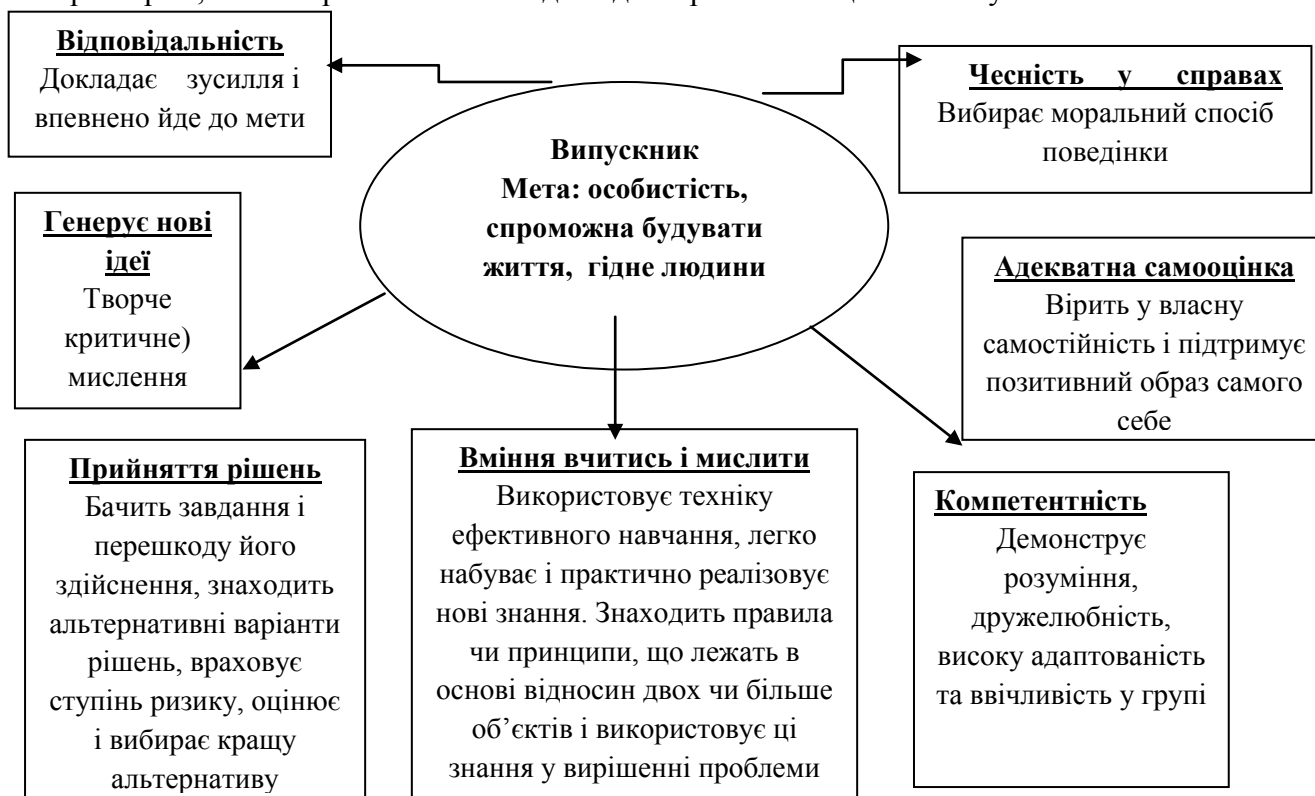 Відповідальність
Докладає зусилля і
впевнено йде до мети
Чесність у справах
Вибирає моральний спосіб
поведінки
Випускник
Мета: особистість,
спроможна будувати
життя, гідне людини
Генерує нові
ідеї
Творче
критичне)
мислення
Адекватна самооцінка
Вірить у власну
самостійність і підтримує
позитивний образ самого
себе
Прийняття рішень
Бачить завдання і
перешкоду його
здійснення, знаходить
альтернативні варіанти
рішень, враховує
ступінь ризику, оцінює
і вибирає кращу
альтернативу
Вміння вчитись і мислити
Використовує техніку
ефективного навчання, легко
набуває і практично реалізовує
нові знання. Знаходить правила
чи принципи, що лежать в
основі відносин двох чи більше
об’єктів і використовує ці
знання у вирішенні проблеми
Компетентність
Демонструє
розуміння,
дружелюбність,
високу адаптованість
та ввічливість у групі